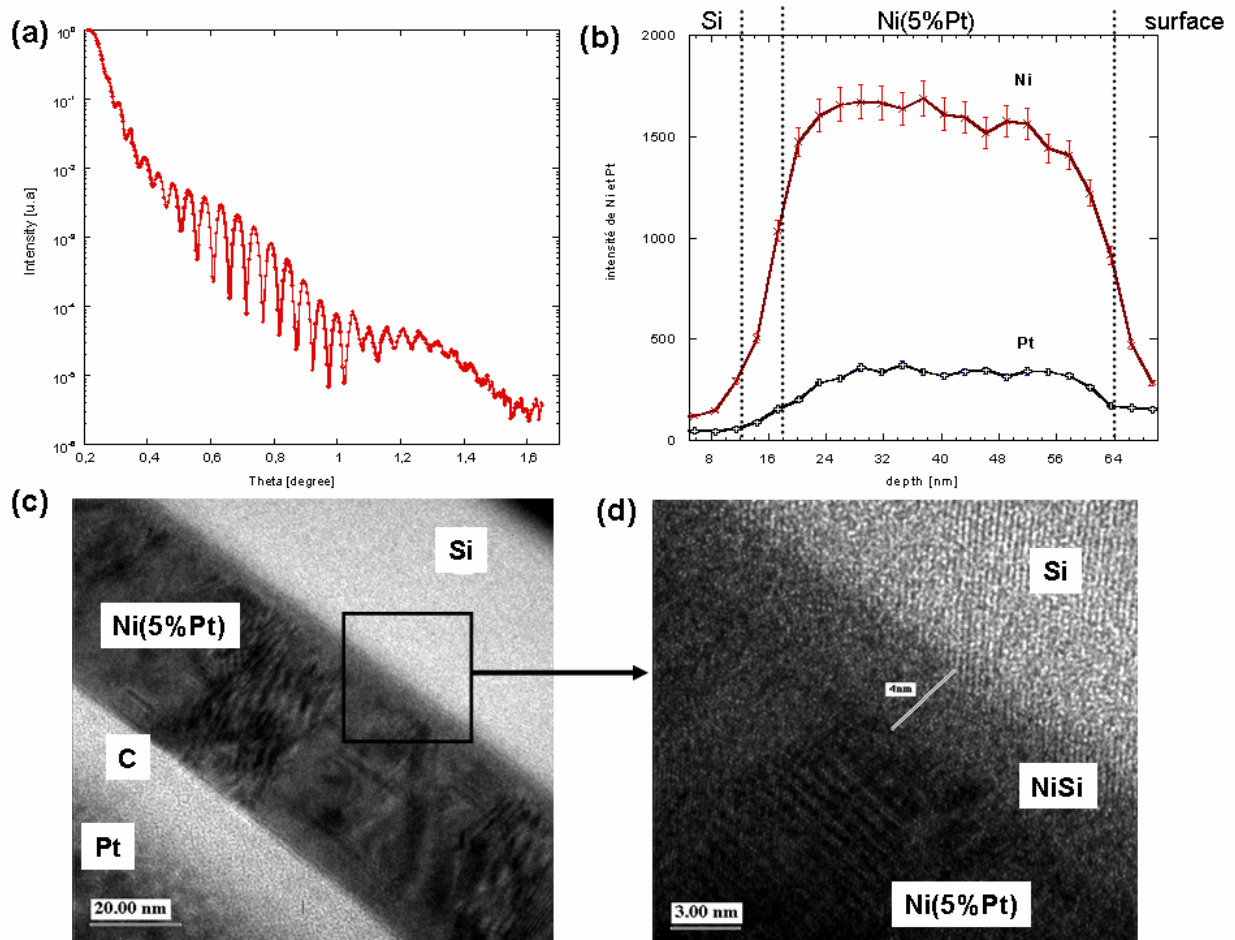 (a)
10⁰
10⁻¹
10⁻²
10⁻³
10⁻⁴
10⁻⁵
10⁻⁶
Intensity [u.a]
0,2 0,4 0,6 0,8 1 1,2 1,4 1,6
Theta [degree]
(b)
Si Ni(5%Pt) surface
2000
1500
1000
500
0
intensité de Ni et Pt
Ni
Pt
8 16 24 32 40 48 56 64
depth [nm]
(c)
Si
Ni(5%Pt)
C
Pt
20.00 nm
(d)
Si
4nm
NiSi
Ni(5%Pt)
3.00 nm